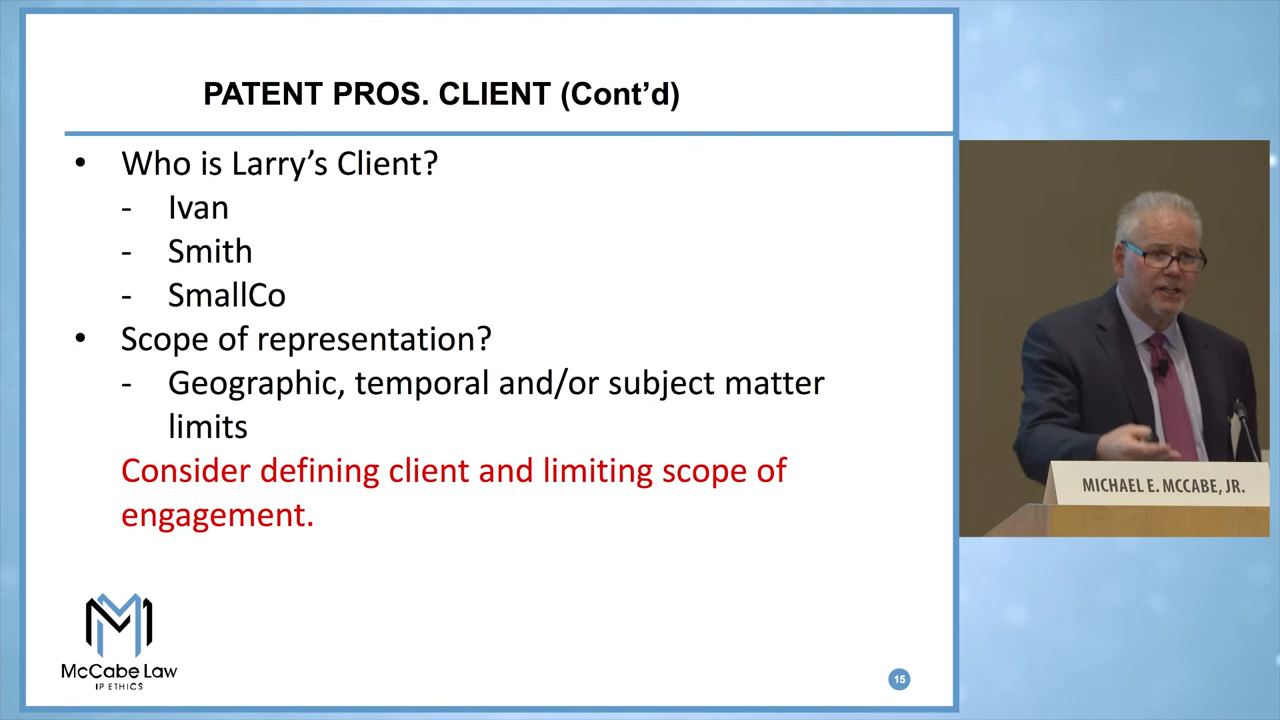 PATENT PROS. CLIENT (Cont’d)
• Who is Larry’s Client?
- Ivan
- Smith
- SmallCo
• Scope of representation?
- Geographic, temporal and/or subject matter
limits
Consider defining client and limiting scope of
engagement.
McCabe Law
IP ETHICS
15
MICHAEL E. MCCABE, JR.